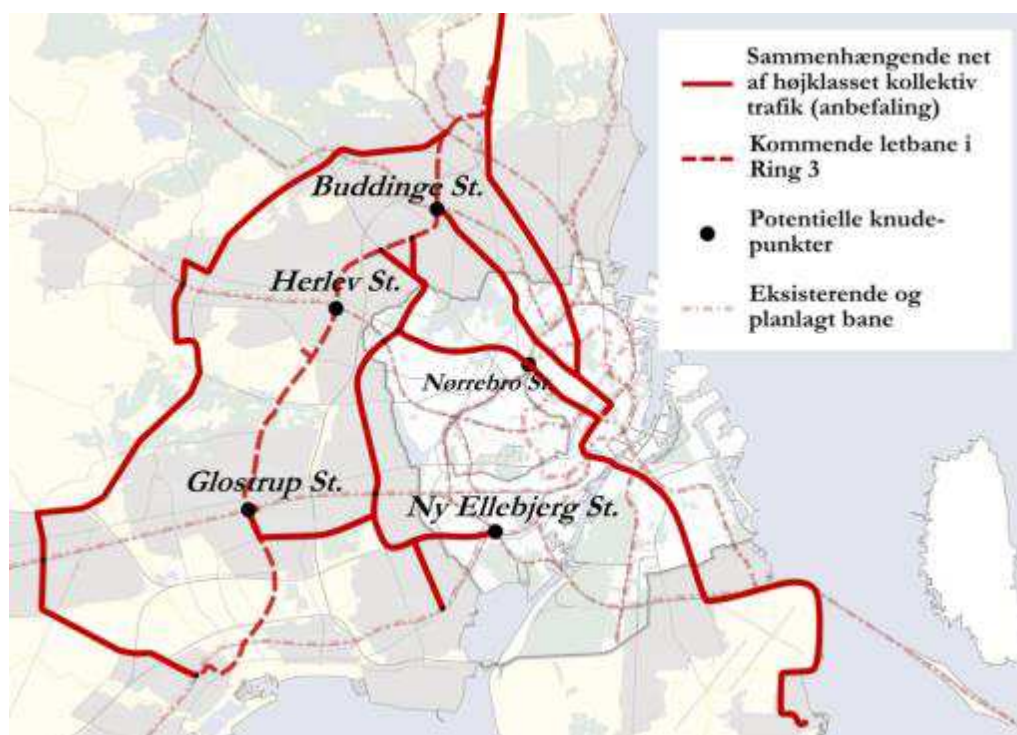 Sammenhængende net
af højklasset kollektiv
trafik (anbefaling)
Kommende letbane i
Ring 3
Potentielle knude-
punkter
Eksisterende og
planlagt bane
Buddinge St.
Herlev St.
Nørrebro St.
Glostrup St.
Ny Ellebjerg St.